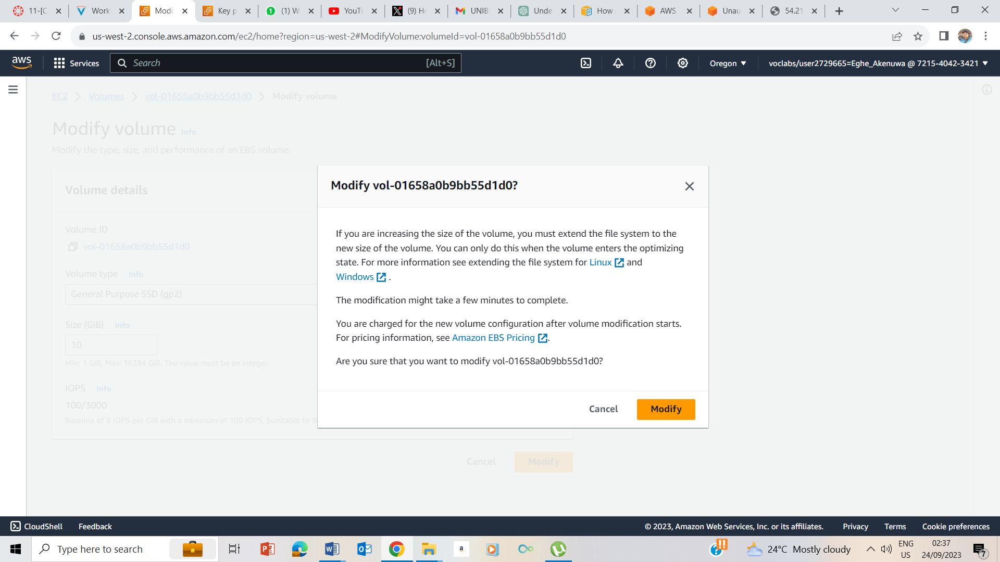 11-[C
Work
Modi
Key p
(1) W
YouTu
(9) Ho
UNIBE
Unde
How
AWS
Unau
54.21
us-west-2.console.aws.amazon.com/ec2/home?region=us-west-2#ModifyVolume:volumeId=vol-01658a0b9bb55d1d0
aws
Services
Search
[Alt+S]
Oregon
voclabs/user2729665=Eghe_Akenuwa @ 7215-4042-3421
EC2
Volumes
vol-01658a0b9bb55d1d0
Modify volume
Modify volume Info
Modify the type, size, and performance of an EBS volume.
Volume details
Volume ID
vol-01658a0b9bb55d1d0
Volume type Info
General Purpose SSD (gp2)
Size (GiB) Info
10
Min: 1 GiB, Max: 16384 GiB. The value must be an integer.
IOPS Info
100/3000
Baseline of 3 IOPS per GiB with a minimum of 100 IOPS, burstable to
Cancel
Modify
Modify vol-01658a0b9bb55d1d0?
If you are increasing the size of the volume, you must extend the file system to the
new size of the volume. You can only do this when the volume enters the optimizing
state. For more information see extending the file system for Linux and
Windows .
The modification might take a few minutes to complete.
You are charged for the new volume configuration after volume modification starts.
For pricing information, see Amazon EBS Pricing .
Are you sure that you want to modify vol-01658a0b9bb55d1d0?
Cancel
Modify
CloudShell
Feedback
© 2023, Amazon Web Services, Inc. or its affiliates.
Privacy
Terms
Cookie preferences
Type here to search
24°C Mostly cloudy
ENG
US
02:37
24/09/2023
7